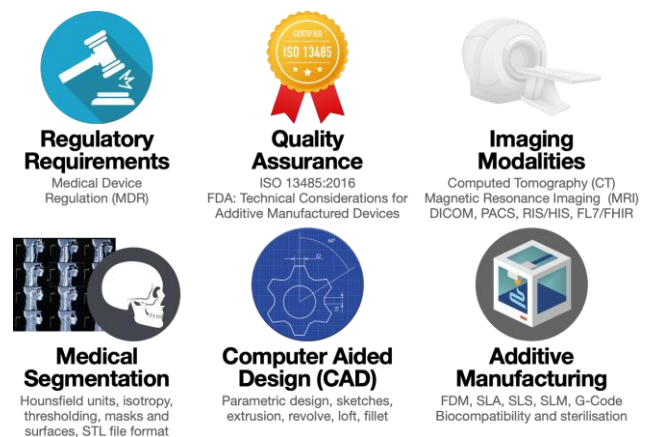 CERTIFIED
ISO 13485
Regulatory
Requirements
Medical Device
Regulation (MDR)
Quality
Assurance
ISO 13485:2016
FDA: Technical Considerations for
Additive Manufactured Devices
Imaging
Modalities
Computed Tomography (CT)
Magnetic Resonance Imaging (MRI)
DICOM, PACS, RIS/HIS, FL7/FHIR
Medical
Segmentation
Hounsfield units, isotropy,
thresholding, masks and
surfaces, STL file format
Computer Aided
Design (CAD)
Parametric design, sketches,
extrusion, revolve, loft, fillet
Additive
Manufacturing
FDM, SLA, SLS, SLM, G-Code
Biocompatibility and sterilisation